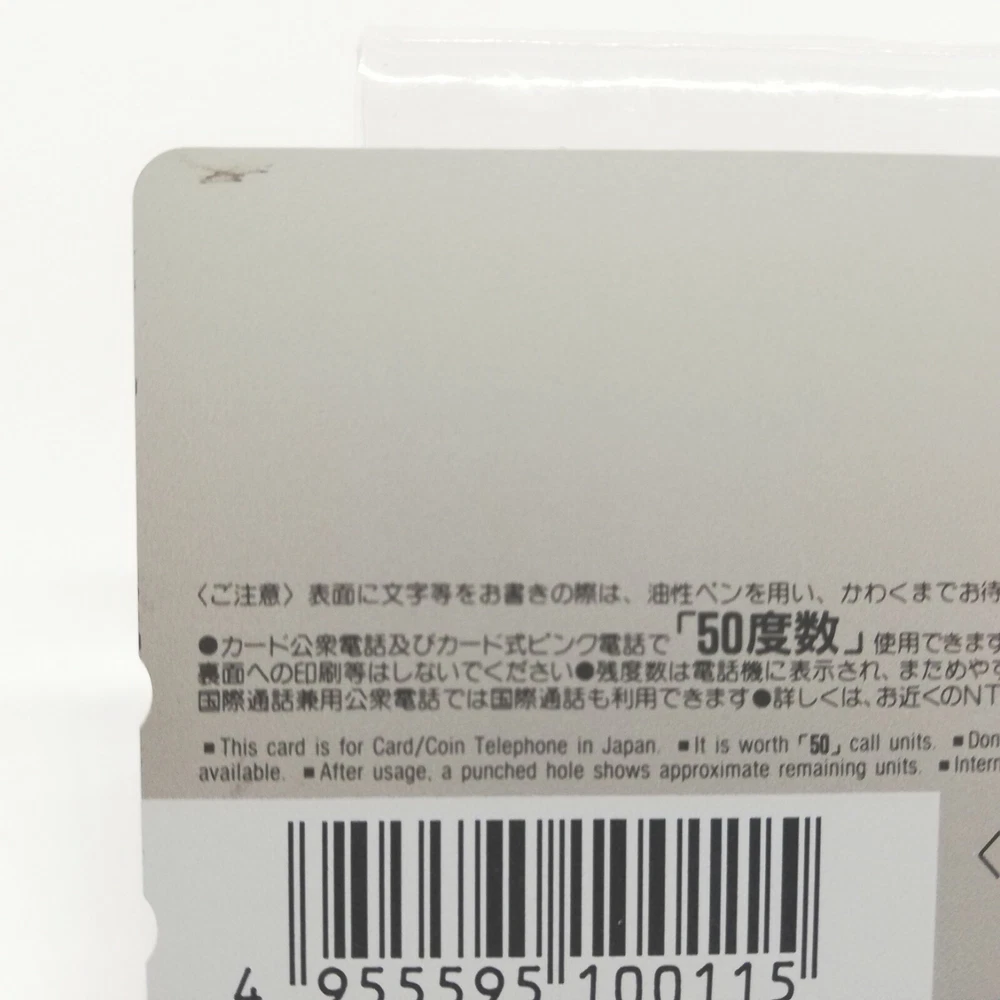 〈ご注意〉表面に文字等をお書きの際は、油性ペンを用い、かわくまでお待
●カード公衆電話及びカード式ピンク電話で「50度数」使用できます
裏面への印刷等はしないでください●残度数は電話機に表示され、まためやす
国際通話兼用公衆電話では国際通話も利用できます●詳しくは、お近くのNT
■This card is for Card/Coin Telephone in Japan. ■It is worth「50」call units. ■Don
available. ■After usage, a punched hole shows approximate remaining units. ■Intern
4 955595 100115